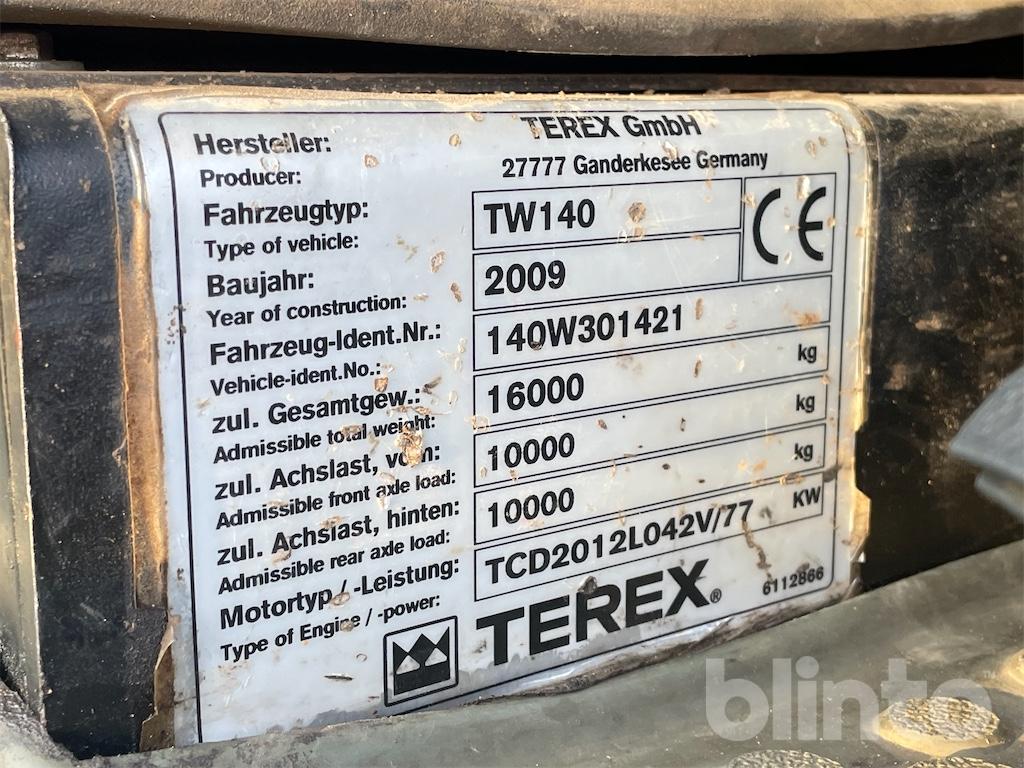 Hersteller:
Producer:
TEREX GmbH
27777 Ganderkesee Germany
Fahrzeugtyp:
Type of vehicle:
TW140
CE
Baujahr:
Year of construction:
2009
Fahrzeug-Ident.Nr.:
Vehicle-ident.No.:
140W301421
zul. Gesamtgew.:
Admissible total weight:
16000 kg
zul. Achslast, vorn:
Admissible front axle load:
10000 kg
zul. Achslast, hinten:
Admissible rear axle load:
10000 kg
Motortyp / -Leistung:
Type of Engine / -power:
TCD2012L042V/77 KW
TEREX®
6112866
blinto™